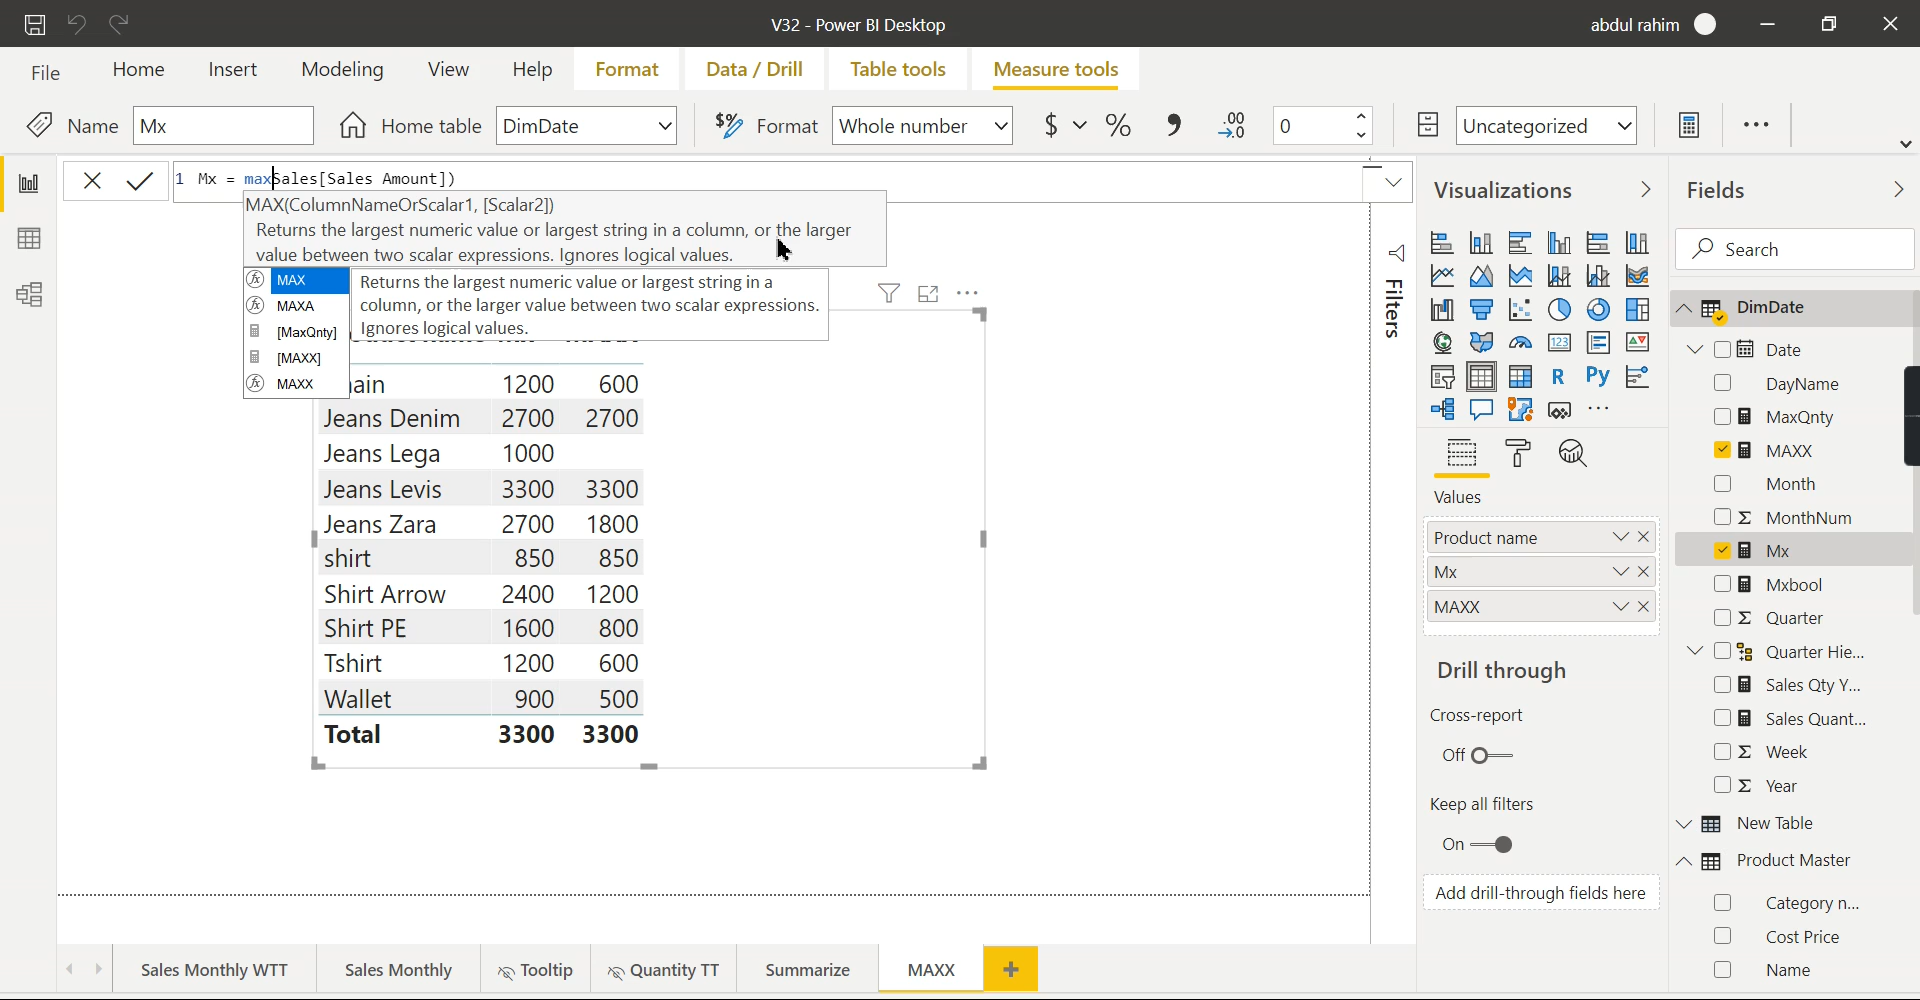 V32 - Power BI Desktop
abdul rahim
File Home Insert Modeling View Help Format Data / Drill Table tools Measure tools
Name Mx Home table DimDate Format Whole number $ % 0 Uncategorized
1 Mx = maxSales[Sales Amount])
MAX(ColumnNameOrScalar1, [Scalar2])
Returns the largest numeric value or largest string in a column, or the larger
value between two scalar expressions. Ignores logical values.
MAX
MAXA
[MaxQnty]
[MAXX]
MAXX
Returns the largest numeric value or largest string in a
column, or the larger value between two scalar expressions.
Ignores logical values.
1200 600
Jeans Denim 2700 2700
Jeans Lega 1000
Jeans Levis 3300 3300
Jeans Zara 2700 1800
shirt 850 850
Shirt Arrow 2400 1200
Shirt PE 1600 800
Tshirt 1200 600
Wallet 900 500
Total 3300 3300
Filters
Visualizations
123
R Py
Values
Product name
Mx
MAXX
Drill through
Cross-report
Off
Keep all filters
On
Add drill-through fields here
Fields
Search
DimDate
Date
DayName
MaxQnty
MAXX
Month
MonthNum
Mx
Mxbool
Quarter
Quarter Hie...
Sales Qty Y...
Sales Quant...
Week
Year
New Table
Product Master
Category n...
Cost Price
Name
Sales Monthly WTT Sales Monthly Tooltip Quantity TT Summarize MAXX +